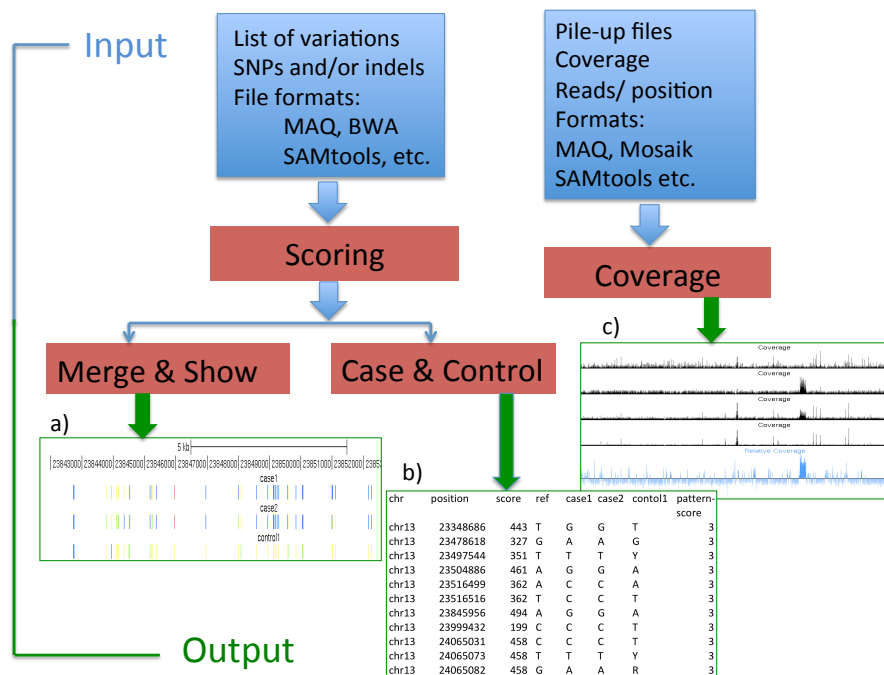 Input
List of variations
SNPs and/or indels
File formats:
MAQ, BWA
SAMtools, etc.
Pile-up files
Coverage
Reads/ position
Formats:
MAQ, Mosaik
SAMtools etc.
Scoring
Coverage
Merge & Show
Case & Control
a)
5 kb
23843000 23844000 23845000 23846000 23847000 23848000 23849000 23850000 23851000 23852000
case1
case2
control1
b)
chr position score ref case1 case2 contol1 pattern-
score
chr13 23348686 443 T G G T 3
chr13 23478618 327 G A A G 3
chr13 23497544 351 T T T Y 3
chr13 23504886 461 A G G A 3
chr13 23516499 362 A C C A 3
chr13 23516516 362 T C C T 3
chr13 23845956 494 A G G A 3
chr13 23999432 199 C C C T 3
chr13 24065031 458 C C C T 3
chr13 24065073 458 T T T Y 3
chr13 24065082 458 G A A R 3
c)
Coverage
Coverage
Coverage
Coverage
Relative Coverage
Output